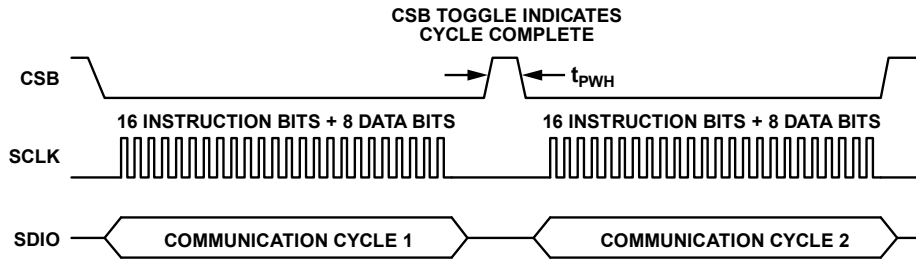 CSB TOGGLE INDICATES
CYCLE COMPLETE
CSB
tPWH
16 INSTRUCTION BITS + 8 DATA BITS
16 INSTRUCTION BITS + 8 DATA BITS
SCLK
SDIO
COMMUNICATION CYCLE 1
COMMUNICATION CYCLE 2